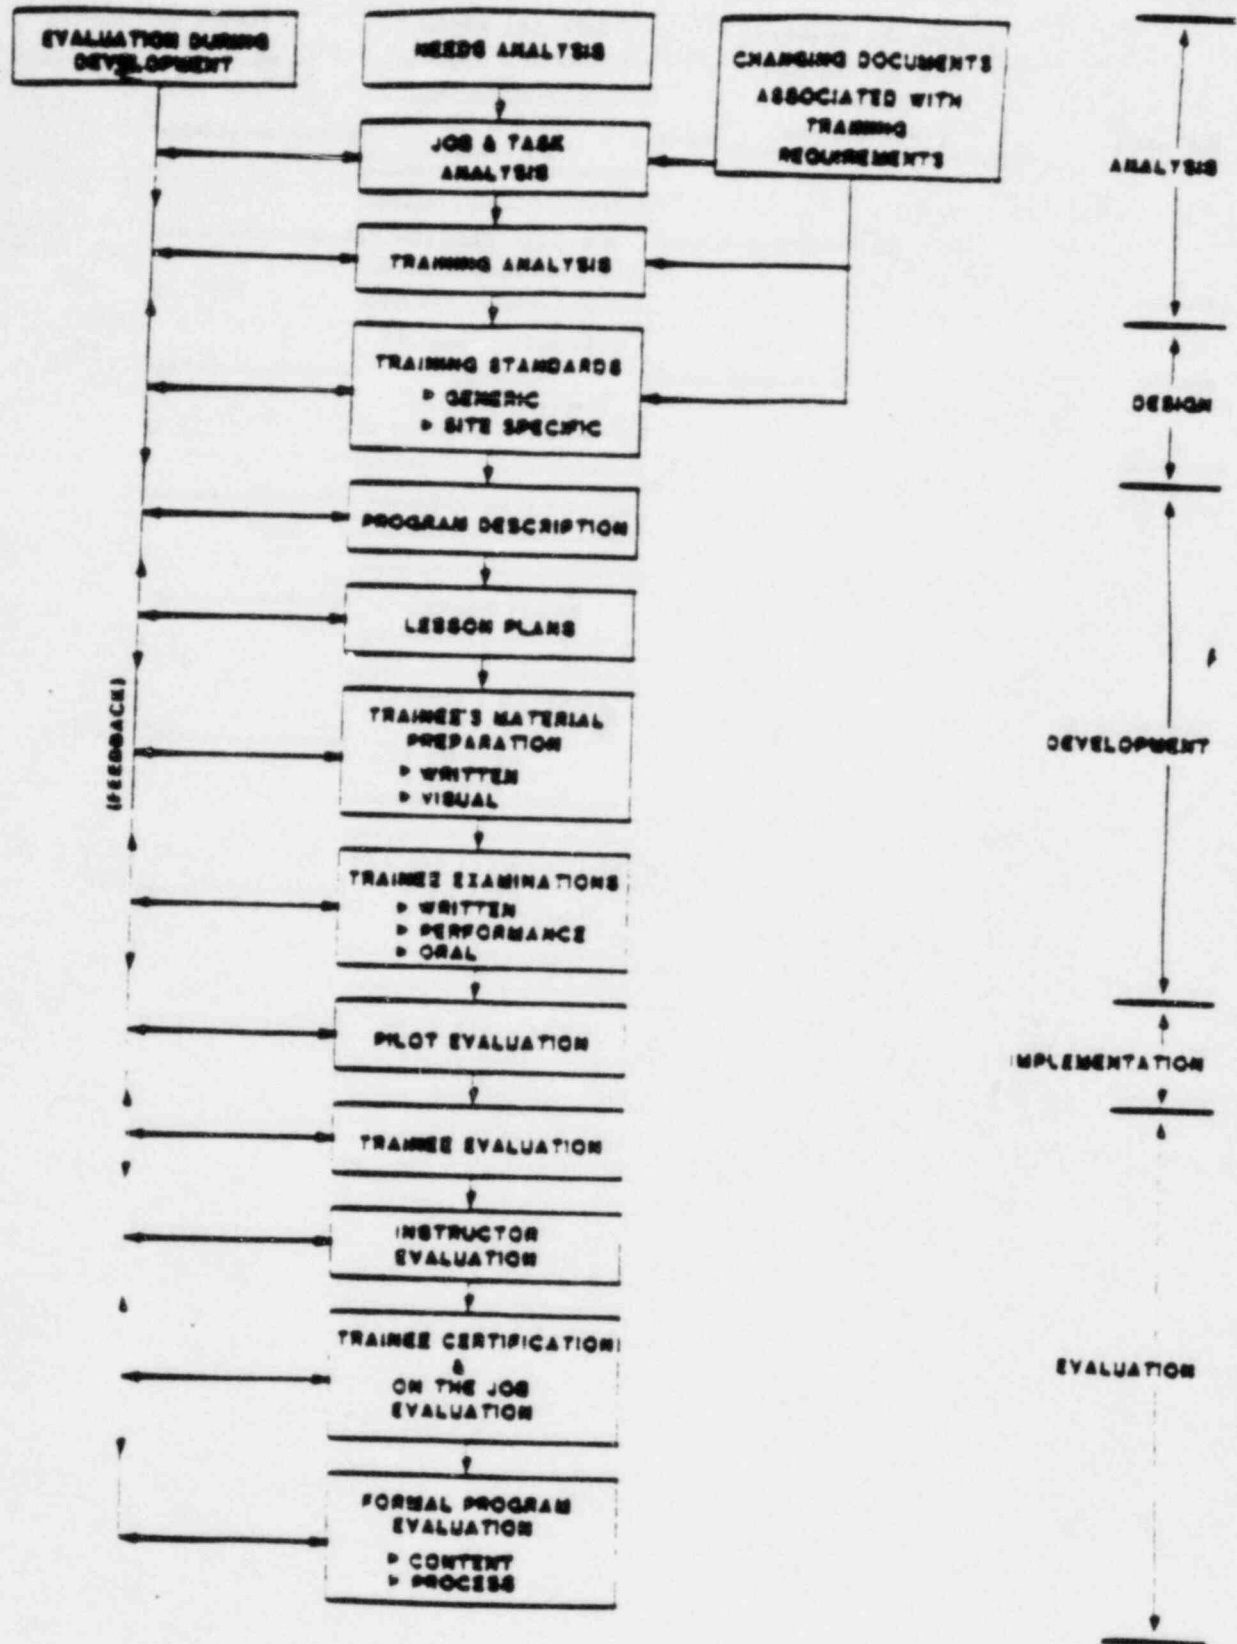 EVALUATION DURING
DEVELOPMENT
NEEDS ANALYSIS
CHANGING DOCUMENTS
ASSOCIATED WITH
TRAINING
REQUIREMENTS
JOB & TASK
ANALYSIS
ANALYSIS
TRAINING ANALYSIS
TRAINING STANDARDS
▷ GENERIC
▷ SITE SPECIFIC
DESIGN
PROGRAM DESCRIPTION
LESSON PLANS
(FEEDBACK)
TRAINEE'S MATERIAL
PREPARATION
▷ WRITTEN
▷ VISUAL
DEVELOPMENT
TRAINEE EXAMINATIONS
▷ WRITTEN
▷ PERFORMANCE
▷ ORAL
PILOT EVALUATION
IMPLEMENTATION
TRAINEE EVALUATION
INSTRUCTOR
EVALUATION
TRAINEE CERTIFICATION
&
ON THE JOB
EVALUATION
EVALUATION
FORMAL PROGRAM
EVALUATION
▷ CONTENT
▷ PROCESS